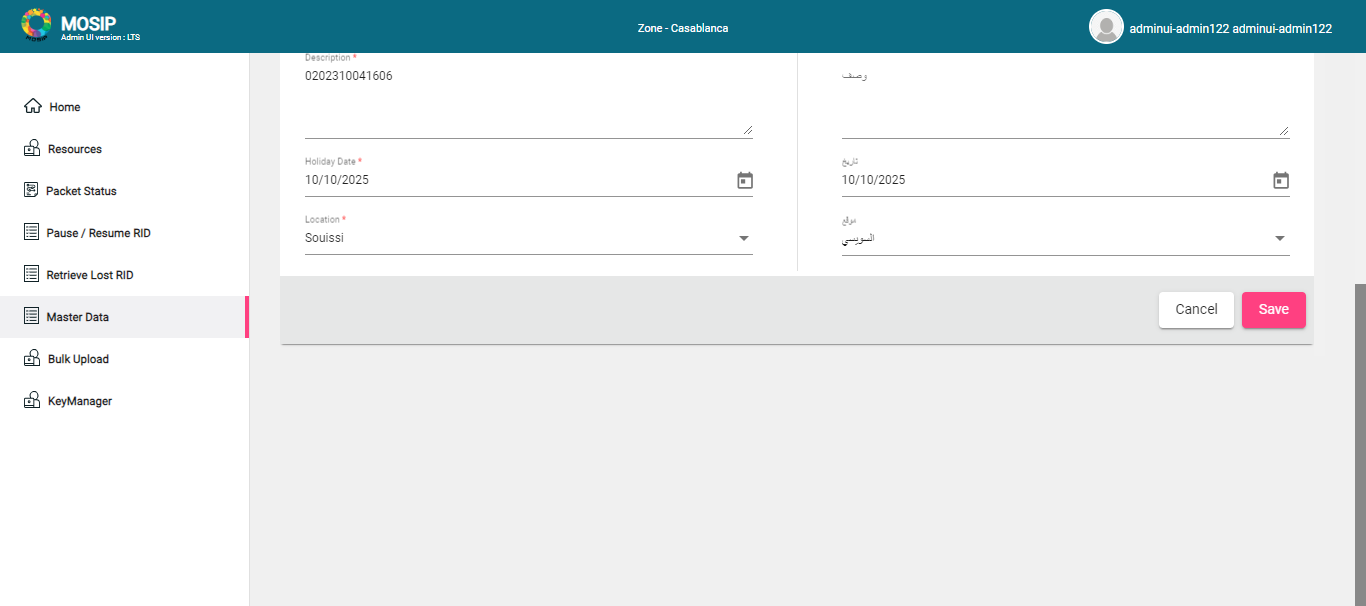 MOSIP
Admin UI version : LTS
Zone - Casablanca
adminui-admin122 adminui-admin122
Home
Resources
Packet Status
Pause / Resume RID
Retrieve Lost RID
Master Data
Bulk Upload
KeyManager
Description *
0202310041606
وصف
Holiday Date *
10/10/2025
تاريخ
10/10/2025
Location *
Souissi
موقع
السويسي
Cancel
Save